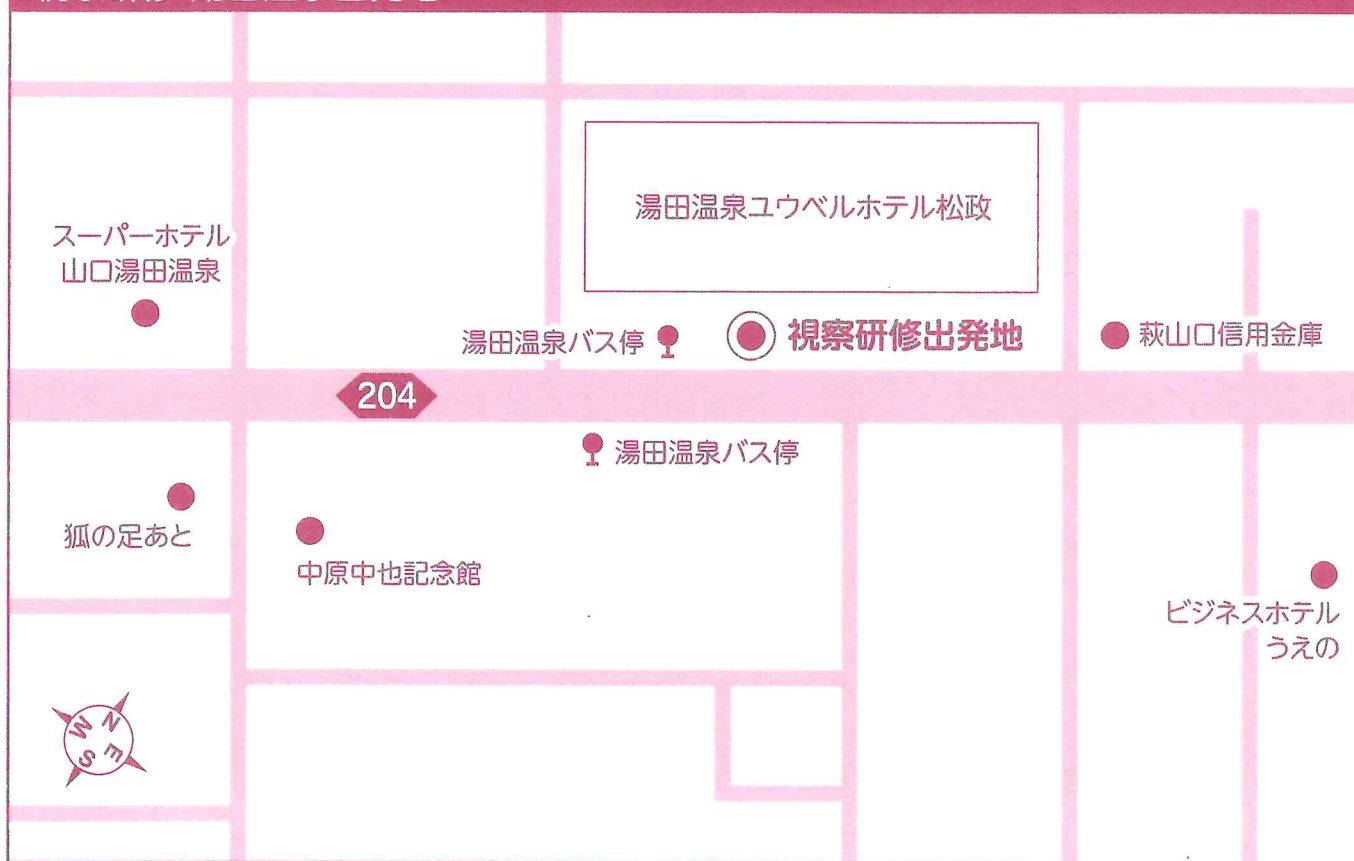 湯田温泉ユウベルホテル松政
スーパーホテル
山口湯田温泉
湯田温泉バス停
視察研修出発地
萩山口信用金庫
204
湯田温泉バス停
狐の足あと
中原中也記念館
ビジネスホテル
うえの
W N
S E